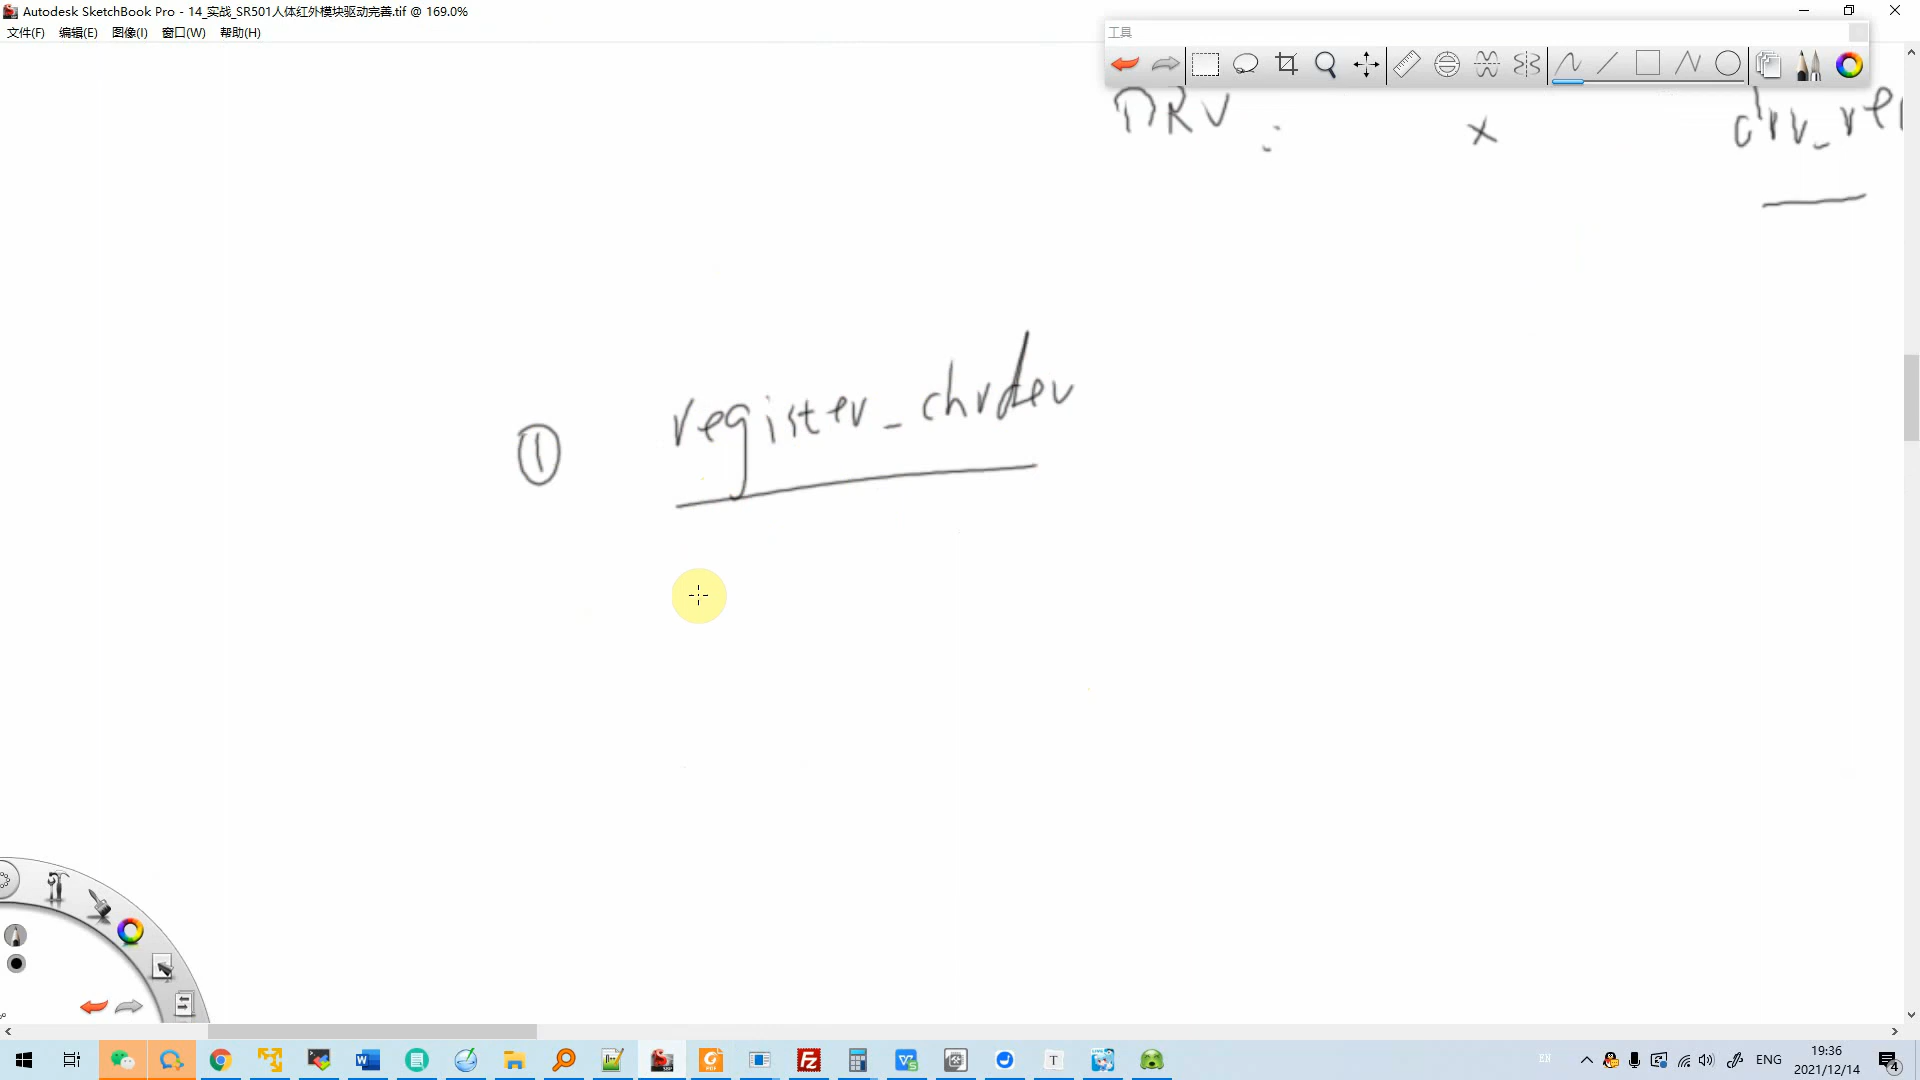 Autodesk SketchBook Pro - 14_实战_SR501人体红外模块驱动完善.tif @ 169.0%
文件(F) 编辑(E) 图像(I) 窗口(W) 帮助(H)
工具
DRV : x
① register_chrdev
EN
ENG
19:36
2021/12/14
4